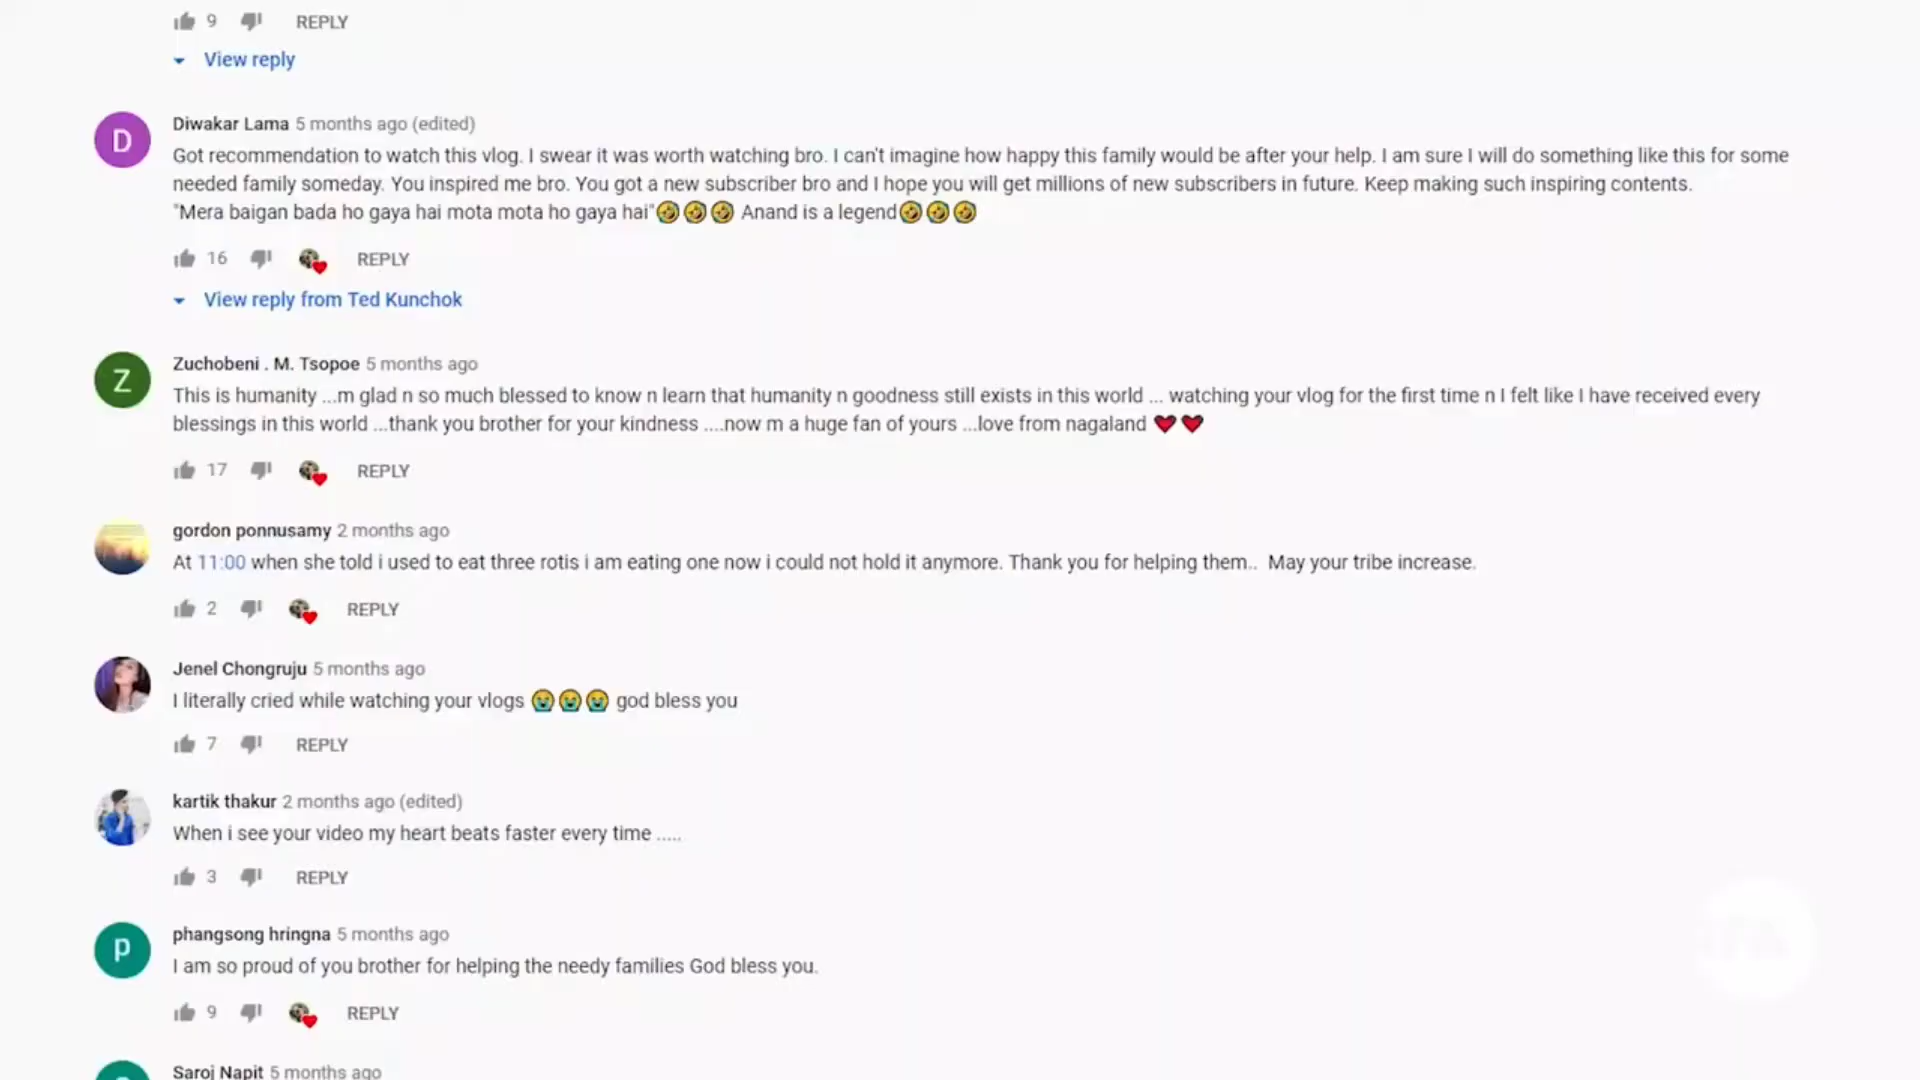 9 REPLY
View reply
D
Diwakar Lama 5 months ago (edited)
Got recommendation to watch this vlog. I swear it was worth watching bro. I can't imagine how happy this family would be after your help. I am sure I will do something like this for some
needed family someday. You inspired me bro. You got a new subscriber bro and I hope you will get millions of new subscribers in future. Keep making such inspiring contents.
"Mera baigan bada ho gaya hai mota mota ho gaya hai"🤣🤣🤣 Anand is a legend🤣🤣🤣
16 REPLY
View reply from Ted Kunchok
Z
Zuchobeni . M. Tsopoe 5 months ago
This is humanity ...m glad n so much blessed to know n learn that humanity n goodness still exists in this world ... watching your vlog for the first time n I felt like I have received every
blessings in this world ...thank you brother for your kindness ....now m a huge fan of yours ...love from nagaland ❤️❤️
17 REPLY
gordon ponnusamy 2 months ago
At 11:00 when she told i used to eat three rotis i am eating one now i could not hold it anymore. Thank you for helping them.. May your tribe increase.
2 REPLY
Jenel Chongruju 5 months ago
I literally cried while watching your vlogs 😭😭😭 god bless you
7 REPLY
kartik thakur 2 months ago (edited)
When i see your video my heart beats faster every time .....
3 REPLY
p
phangsong hringna 5 months ago
I am so proud of you brother for helping the needy families God bless you.
9 REPLY
Saroj Napit 5 months ago